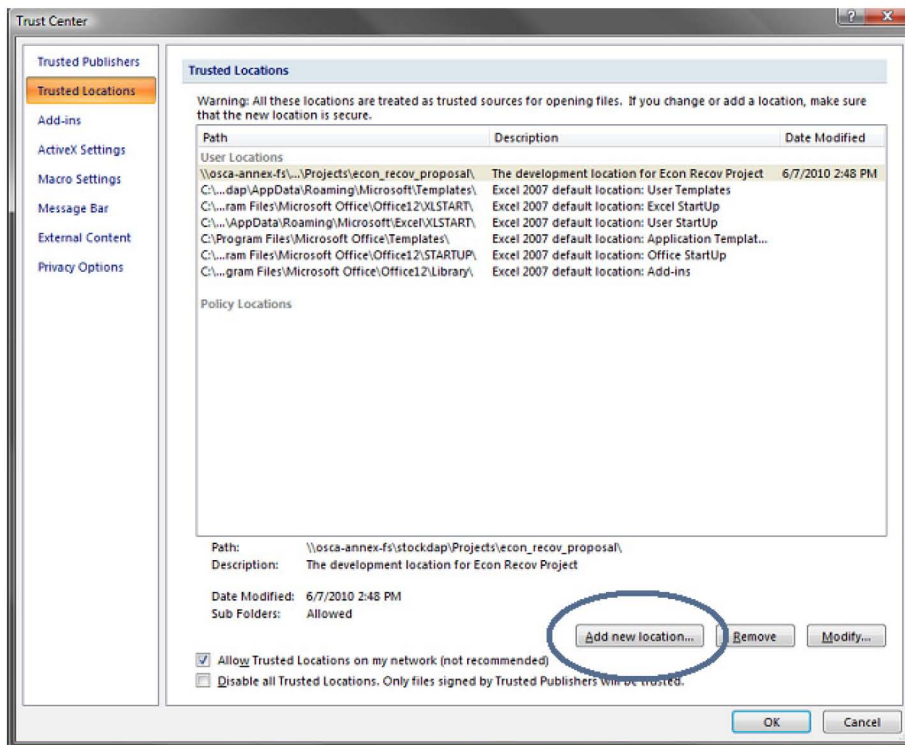 Trust Center
Trusted Publishers
Trusted Locations
Add-ins
ActiveX Settings
Macro Settings
Message Bar
External Content
Privacy Options
Trusted Locations
Warning: All these locations are treated as trusted sources for opening files. If you change or add a location, make sure
that the new location is secure.
Path Description Date Modified
User Locations
\\osca-annex-fs\...\Projects\econ_recov_proposal\ The development location for Econ Recov Project 6/7/2010 2:48 PM
C:\...dap\AppData\Roaming\Microsoft\Templates\ Excel 2007 default location: User Templates
C:\...ram Files\Microsoft Office\Office12\XLSTART\ Excel 2007 default location: Excel StartUp
C:\...\AppData\Roaming\Microsoft\Excel\XLSTART\ Excel 2007 default location: User StartUp
C:\Program Files\Microsoft Office\Templates\ Excel 2007 default location: Application Templat...
C:\...ram Files\Microsoft Office\Office12\STARTUP\ Excel 2007 default location: Office StartUp
C:\...gram Files\Microsoft Office\Office12\Library\ Excel 2007 default location: Add-ins
Policy Locations
Path: \\osca-annex-fs\stockdap\Projects\econ_recov_proposal\
Description: The development location for Econ Recov Project
Date Modified: 6/7/2010 2:48 PM
Sub Folders: Allowed
Add new location... Remove Modify...
Allow Trusted Locations on my network (not recommended)
Disable all Trusted Locations. Only files signed by Trusted Publishers will be trusted.
OK Cancel